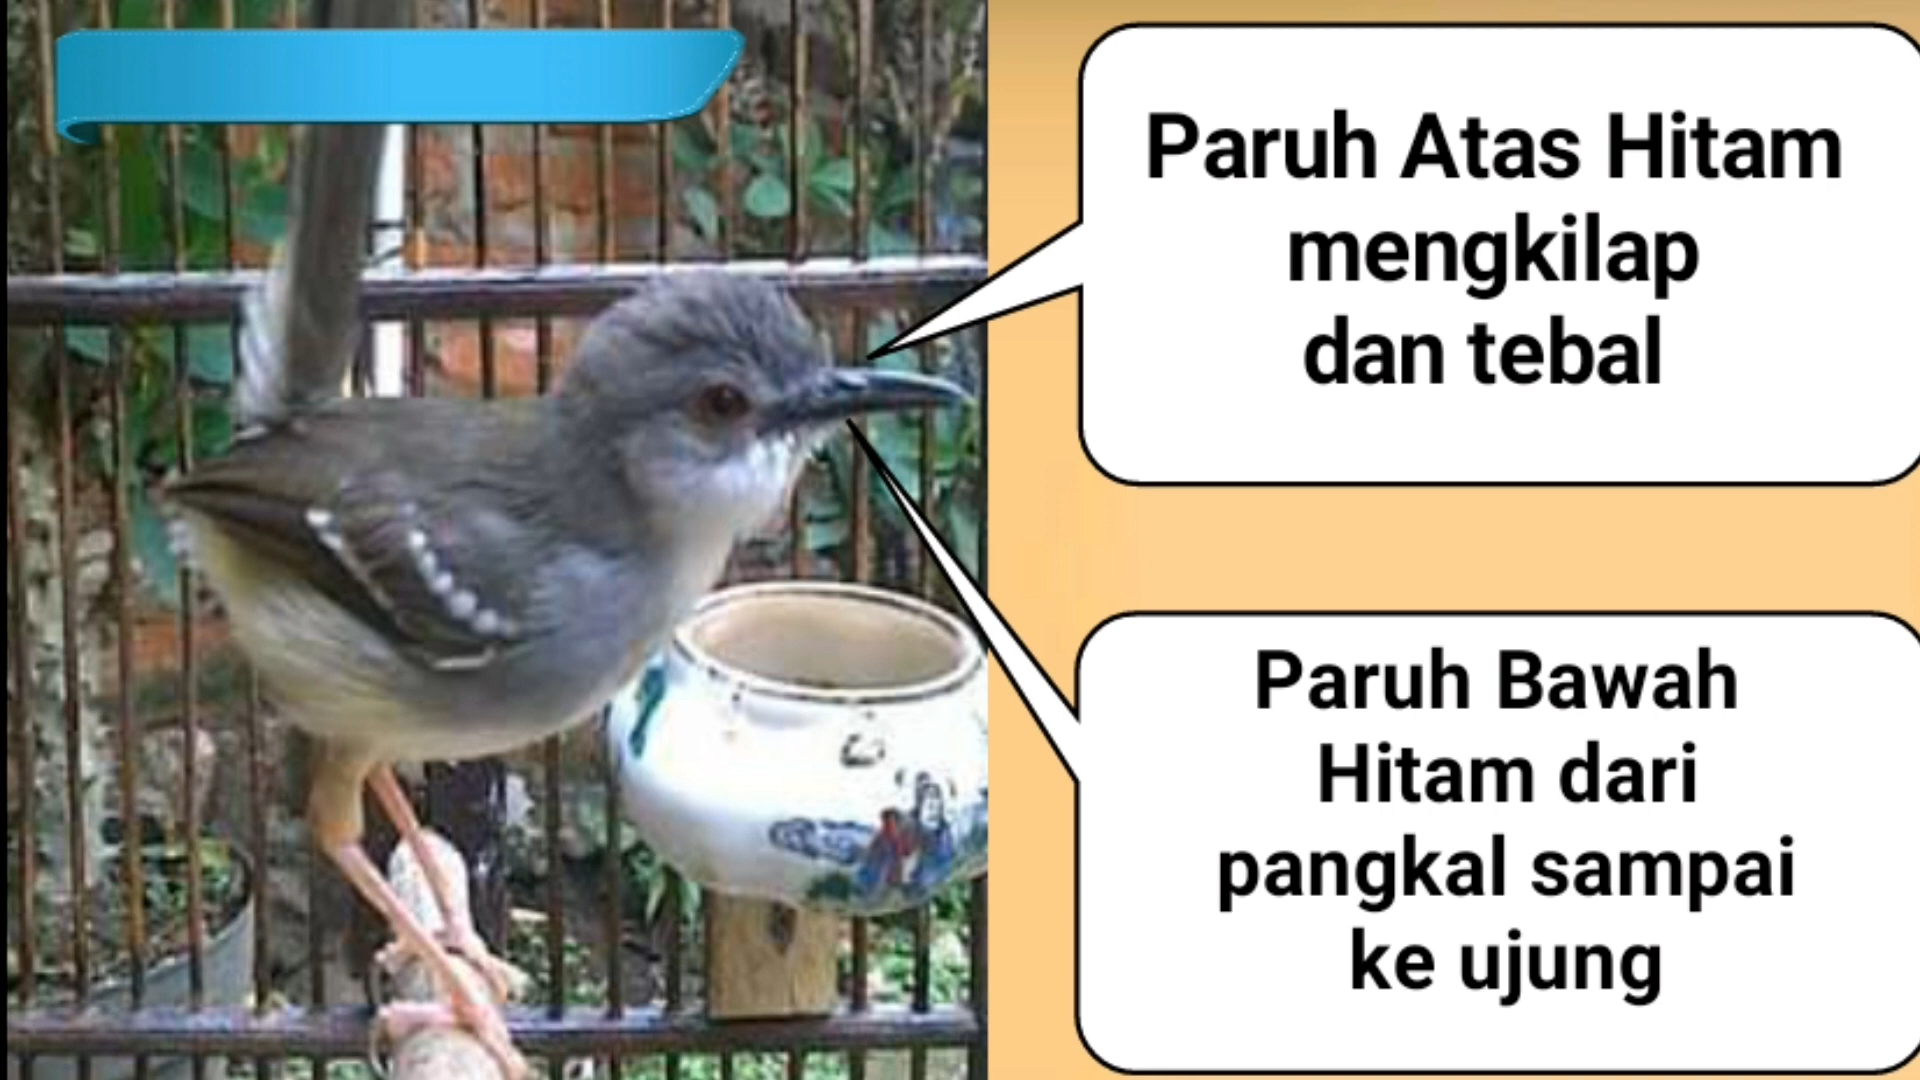 Paruh Atas Hitam
mengkilap
dan tebal
Paruh Bawah
Hitam dari
pangkal sampai
ke ujung